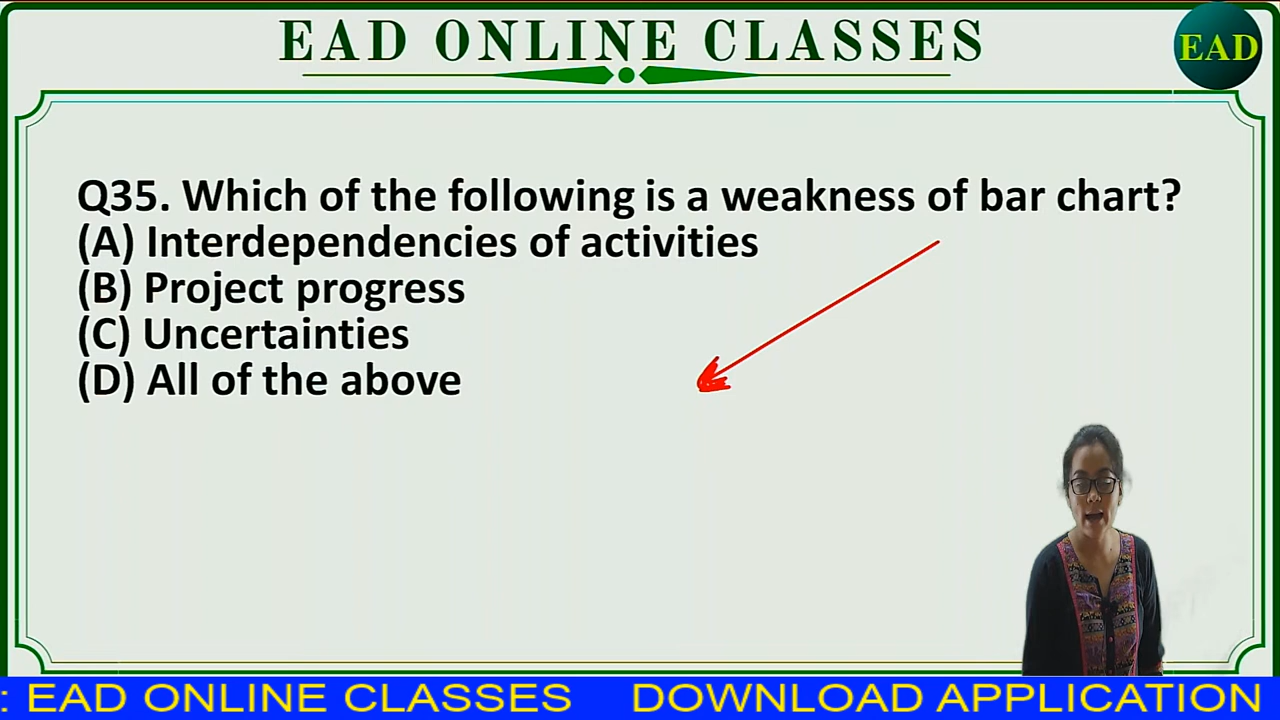 EAD ONLINE CLASSES
EAD
Q35. Which of the following is a weakness of bar chart?
(A) Interdependencies of activities
(B) Project progress
(C) Uncertainties
(D) All of the above
: EAD ONLINE CLASSES DOWNLOAD APPLICATION